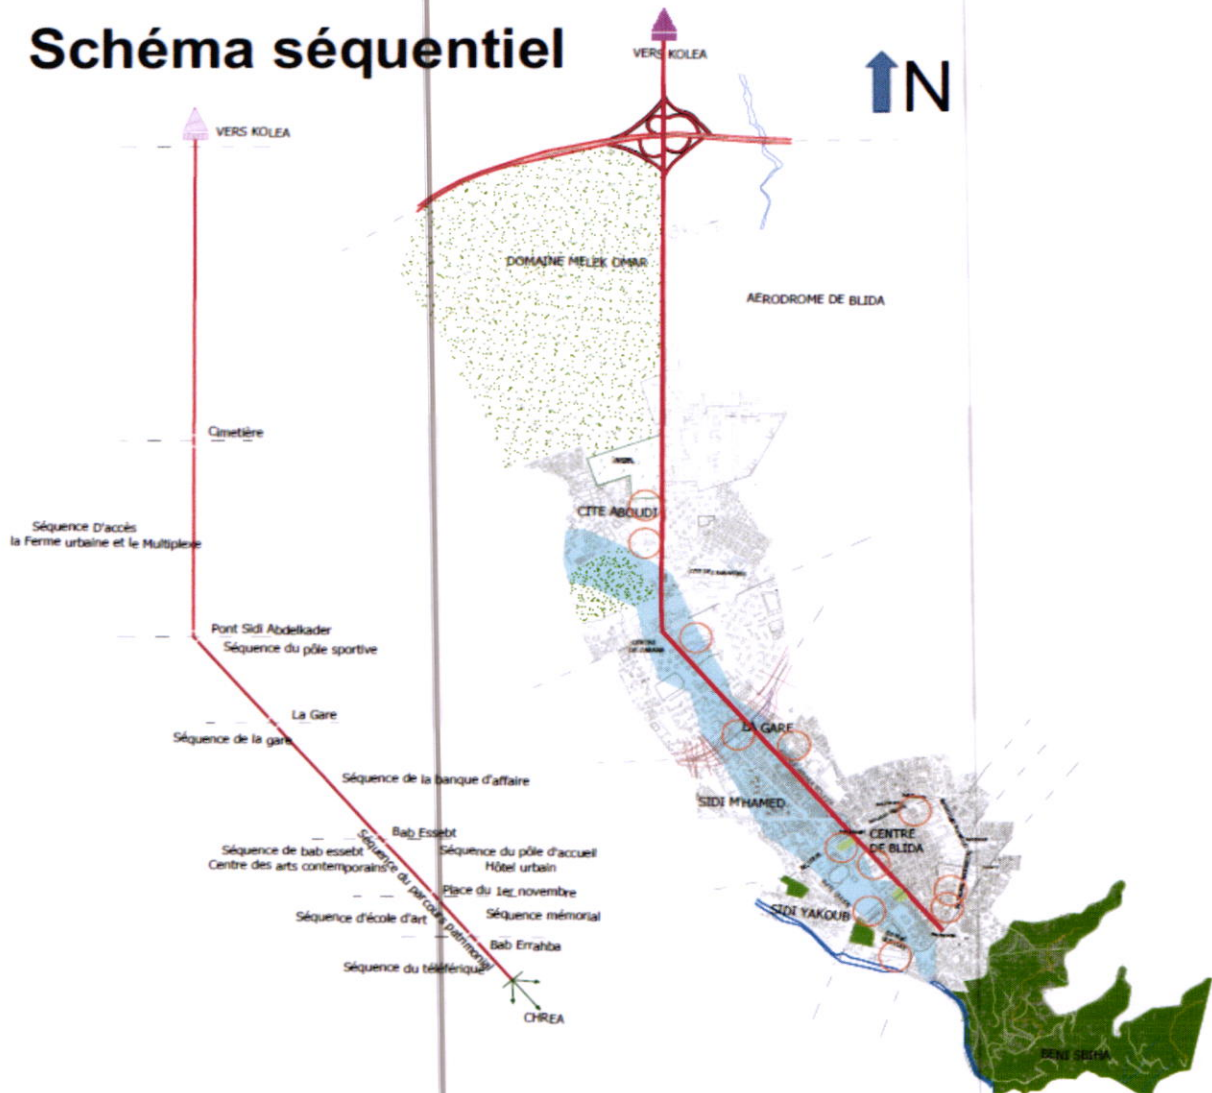 Schéma séquentiel
VERS KOLEA
N
VERS KOLEA
DOMAINE MELEK OMAR
AERODROME DE BLIDA
Cimetière
Séquence D'accès
la Ferme urbaine et le Multiplexe
CITE ABOUDI
Pont Sidi Abdelkader
Séquence du pôle sportive
La Gare
Séquence de la gare
LA GARE
Séquence de la banque d'affaire
SIDI M'HAMED
Bab Essebt
CENTRE
DE BLIDA
Séquence de bab essebt
Centre des arts contemporains
Séquence du pôle d'accueil
Hôtel urbain
Séquence du parcours patrimonial
Place du 1er novembre
Séquence d'école d'art
Séquence mémorial
SIDI YAKOUB
Bab Errahba
Séquence du téléférique
CHREA
BENI SBIHA